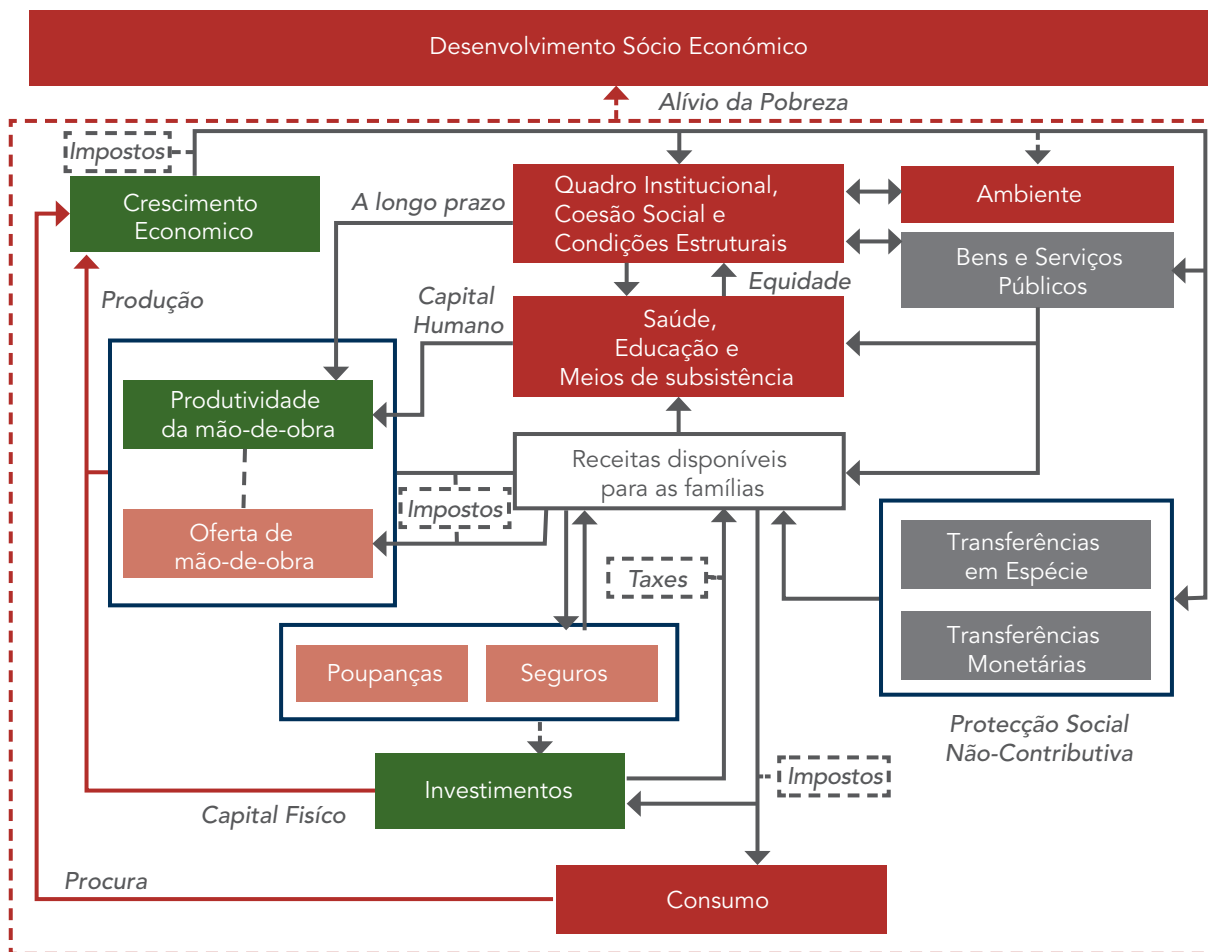 Desenvolvimento Sócio Económico
Alívio da Pobreza
Impostos
Crescimento
Economico
A longo prazo
Quadro Institucional,
Coesão Social e
Condições Estruturais
Ambiente
Bens e Serviços
Públicos
Equidade
Produção
Capital
Humano
Saúde,
Educação e
Meios de subsistência
Produtividade
da mão-de-obra
Receitas disponíveis
para as famílias
Impostos
Oferta de
mão-de-obra
Transferências
em Espécie
Taxes
Transferências
Monetárias
Poupanças
Seguros
Protecção Social
Não-Contributiva
Investimentos
Impostos
Capital Fisíco
Procura
Consumo